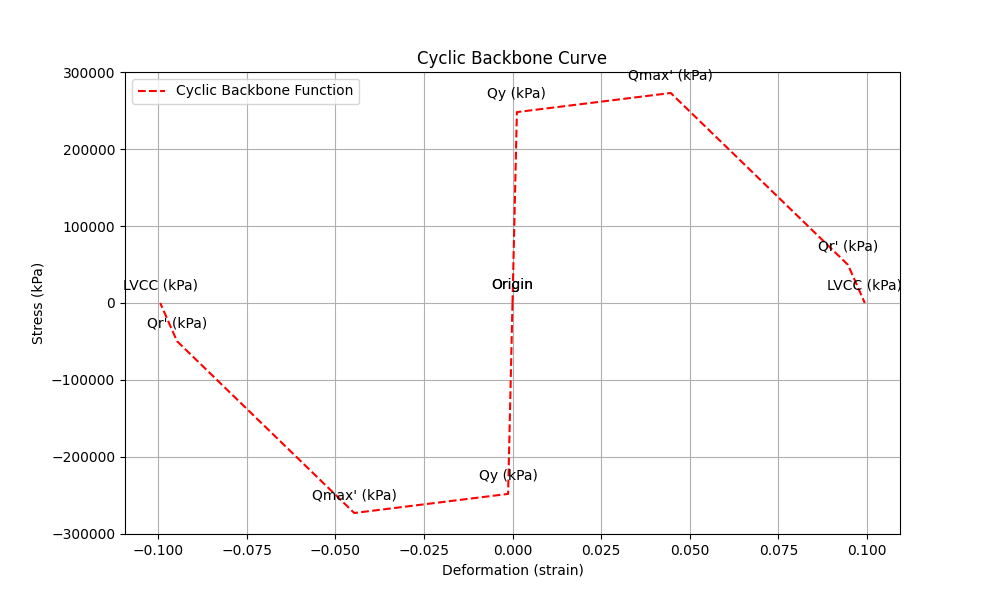 Cyclic Backbone Curve
Cyclic Backbone Function
300000
200000
100000
0
−100000
−200000
−300000
Stress (kPa)
Qmax' (kPa)
Qy (kPa)
Qr' (kPa)
LVCC (kPa)
Origin
LVCC (kPa)
Qr' (kPa)
Qy (kPa)
Qmax' (kPa)
−0.100
−0.075
−0.050
−0.025
0.000
0.025
0.050
0.075
0.100
Deformation (strain)